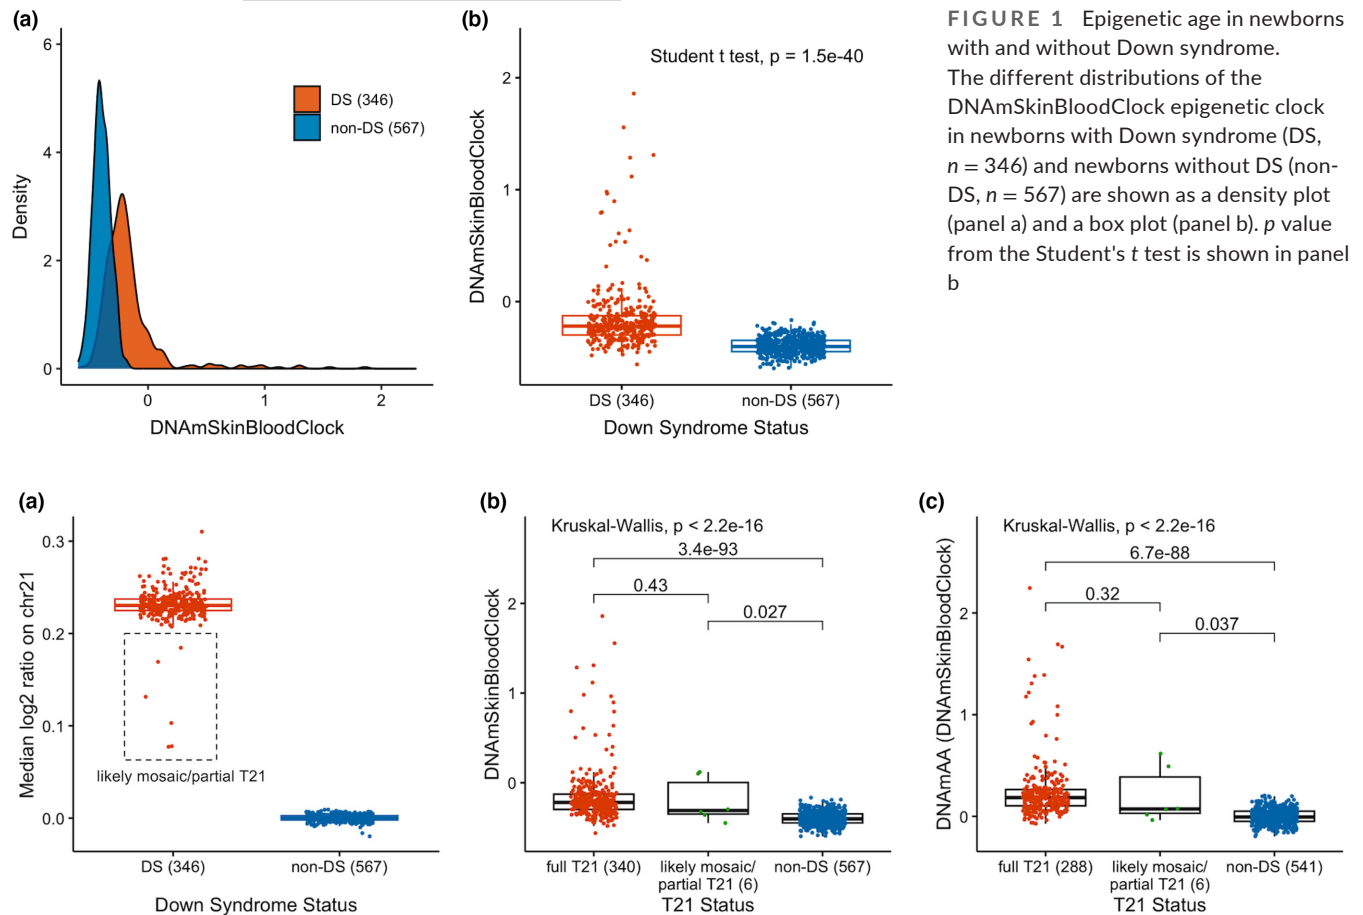 (a)
6
4
2
0
Density
DS (346)
non-DS (567)
0
1
2
DNAmSkinBloodClock
(b)
Student t test, p = 1.5e-40
2
1
0
DNAmSkinBloodClock
DS (346)
non-DS (567)
Down Syndrome Status
FIGURE 1 Epigenetic age in newborns
with and without Down syndrome.
The different distributions of the
DNAmSkinBloodClock epigenetic clock
in newborns with Down syndrome (DS,
n = 346) and newborns without DS (non-
DS, n = 567) are shown as a density plot
(panel a) and a box plot (panel b). p value
from the Student's t test is shown in panel
b
(a)
0.3
0.2
0.1
0.0
Median log2 ratio on chr21
likely mosaic/partial T21
DS (346)
non-DS (567)
Down Syndrome Status
(b)
Kruskal-Wallis, p < 2.2e-16
3.4e-93
0.43
0.027
2
1
0
DNAmSkinBloodClock
full T21 (340)
likely mosaic/
partial T21 (6)
non-DS (567)
T21 Status
(c)
Kruskal-Wallis, p < 2.2e-16
6.7e-88
0.32
0.037
2
1
0
DNAmAA (DNAmSkinBloodClock)
full T21 (288)
likely mosaic/
partial T21 (6)
non-DS (541)
T21 Status